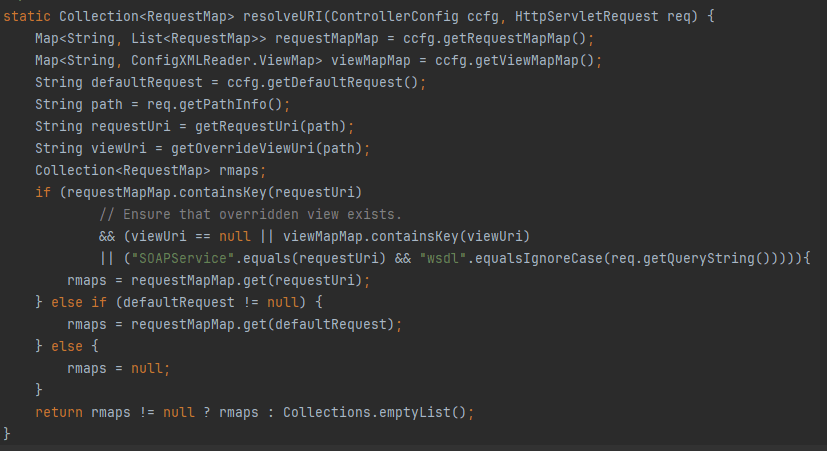 static Collection<RequestMap> resolveURI(ControllerConfig ccfg, HttpServletRequest req) {
    Map<String, List<RequestMap>> requestMapMap = ccfg.getRequestMapMap();
    Map<String, ConfigXMLReader.ViewMap> viewMapMap = ccfg.getViewMapMap();
    String defaultRequest = ccfg.getDefaultRequest();
    String path = req.getPathInfo();
    String requestUri = getRequestUri(path);
    String viewUri = getOverrideViewUri(path);
    Collection<RequestMap> rmaps;
    if (requestMapMap.containsKey(requestUri)
            // Ensure that overridden view exists.
            && (viewUri == null || viewMapMap.containsKey(viewUri)
            || ("SOAPService".equals(requestUri) && "wsdl".equalsIgnoreCase(req.getQueryString())))){
        rmaps = requestMapMap.get(requestUri);
    } else if (defaultRequest != null) {
        rmaps = requestMapMap.get(defaultRequest);
    } else {
        rmaps = null;
    }
    return rmaps != null ? rmaps : Collections.emptyList();
}